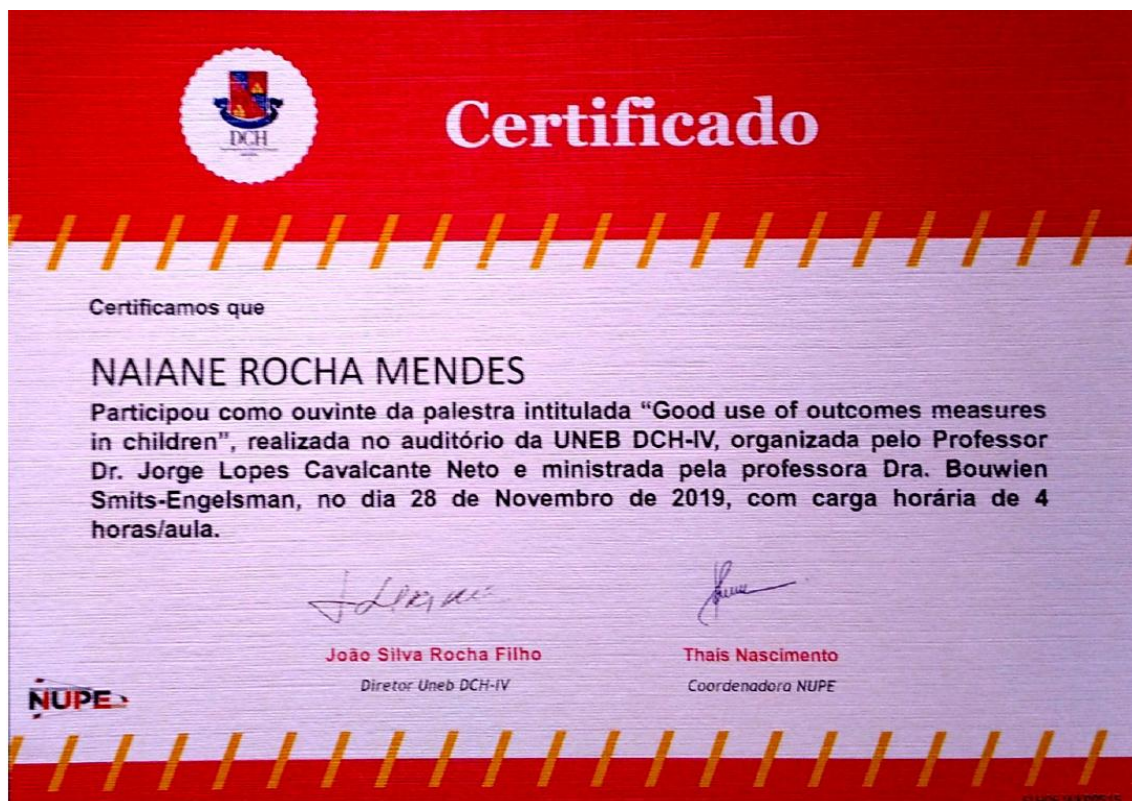 DCH
Certificado
Certificamos que
NAIANE ROCHA MENDES
Participou como ouvinte da palestra intitulada “Good use of outcomes measures
in children”, realizada no auditório da UNEB DCH-IV, organizada pelo Professor
Dr. Jorge Lopes Cavalcante Neto e ministrada pela professora Dra. Bouwien
Smits-Engelsman, no dia 28 de Novembro de 2019, com carga horária de 4
horas/aula.
João Silva Rocha Filho
Thais Nascimento
Diretor Uneb DCH-IV
Coordenadora NUPE
NUPE